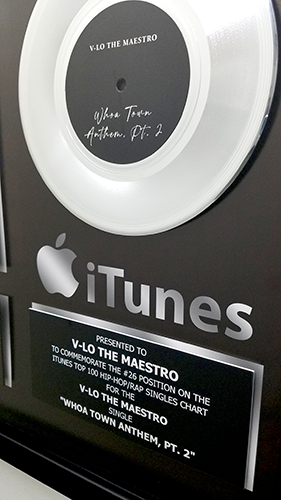 V-LO THE MAESTRO
Whoa Town
Anthem, Pt. 2
iTunes
PRESENTED TO
V-LO THE MAESTRO
TO COMMEMORATE THE #26 POSITION ON THE
ITUNES TOP 100 HIP-HOP/RAP SINGLES CHART
FOR THE
V-LO THE MAESTRO
SINGLE
"WHOA TOWN ANTHEM, PT. 2"